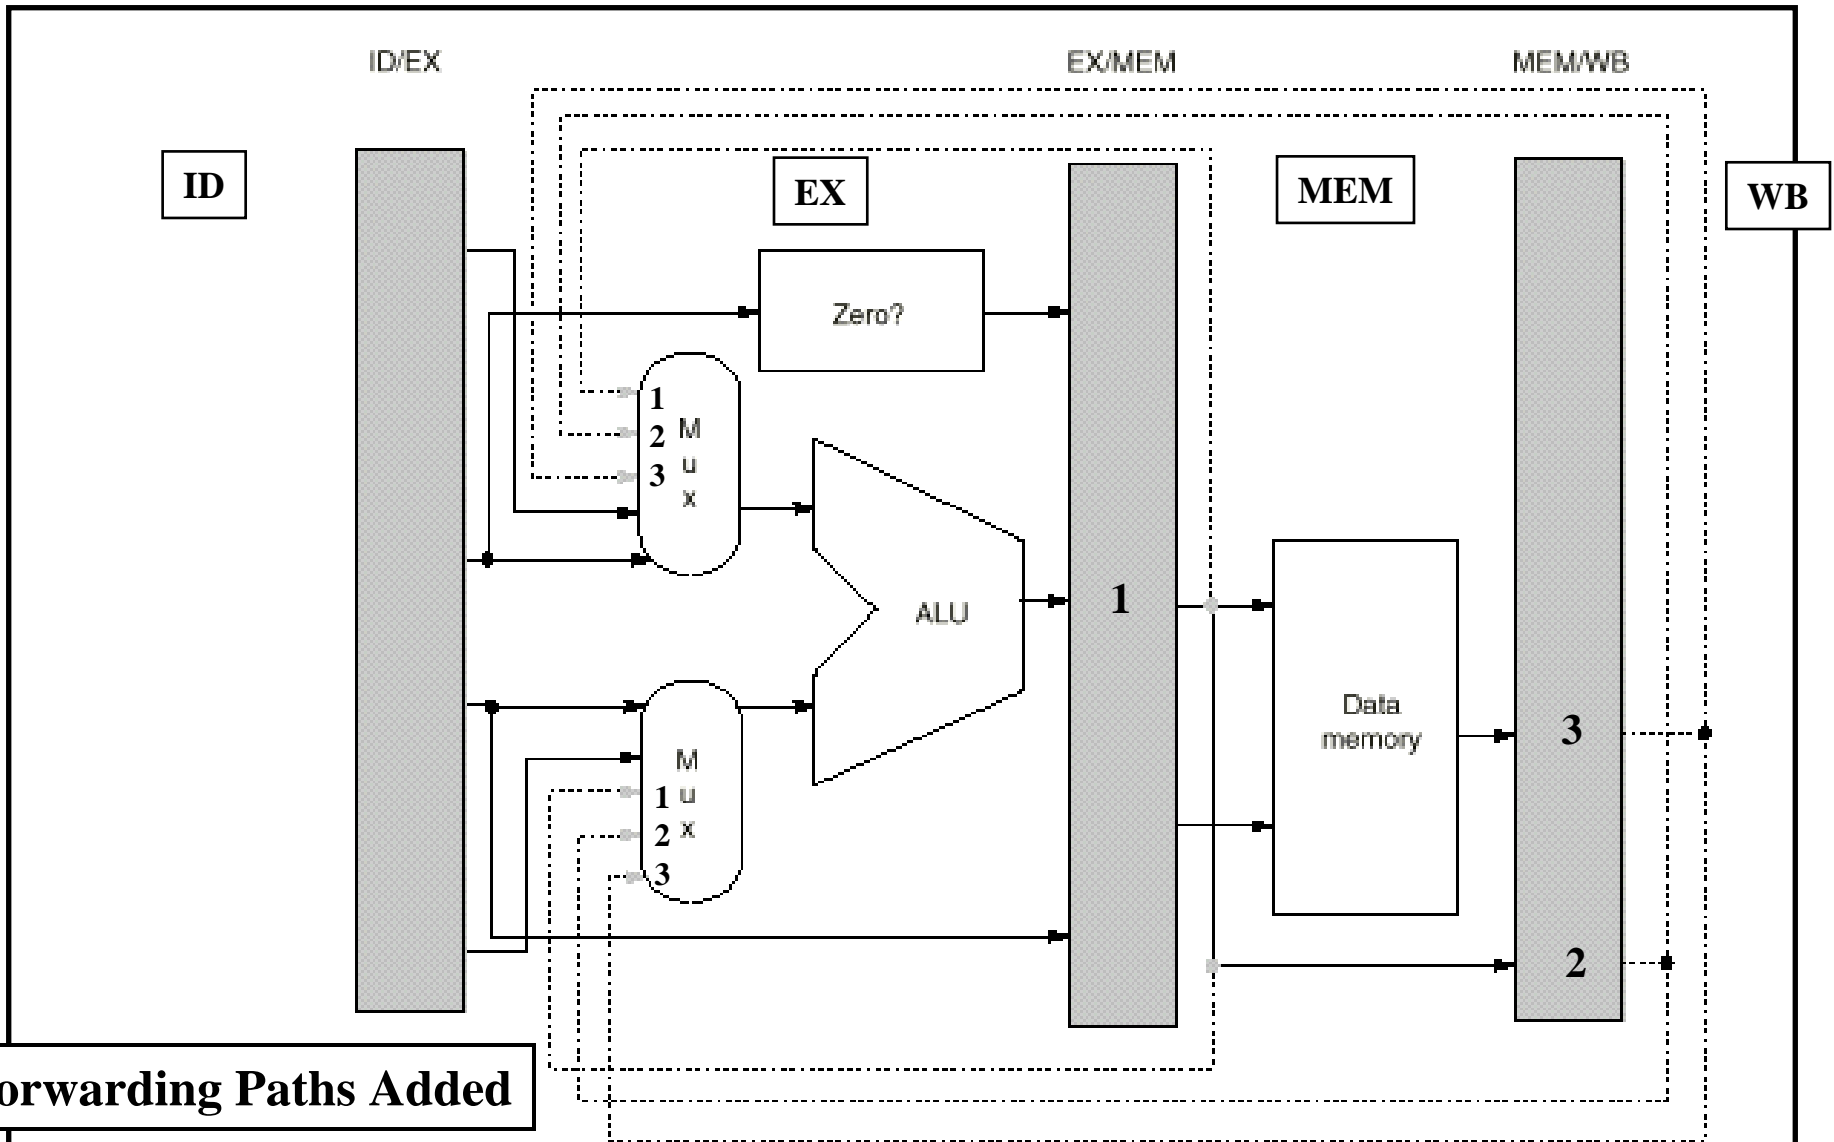 ID/EX
EX/MEM
MEM/WB
ID
EX
MEM
WB
Zero?
1
2
3
M
u
x
ALU
1
Data
memory
3
M
u
x
1
2
3
2
orwarding Paths Added